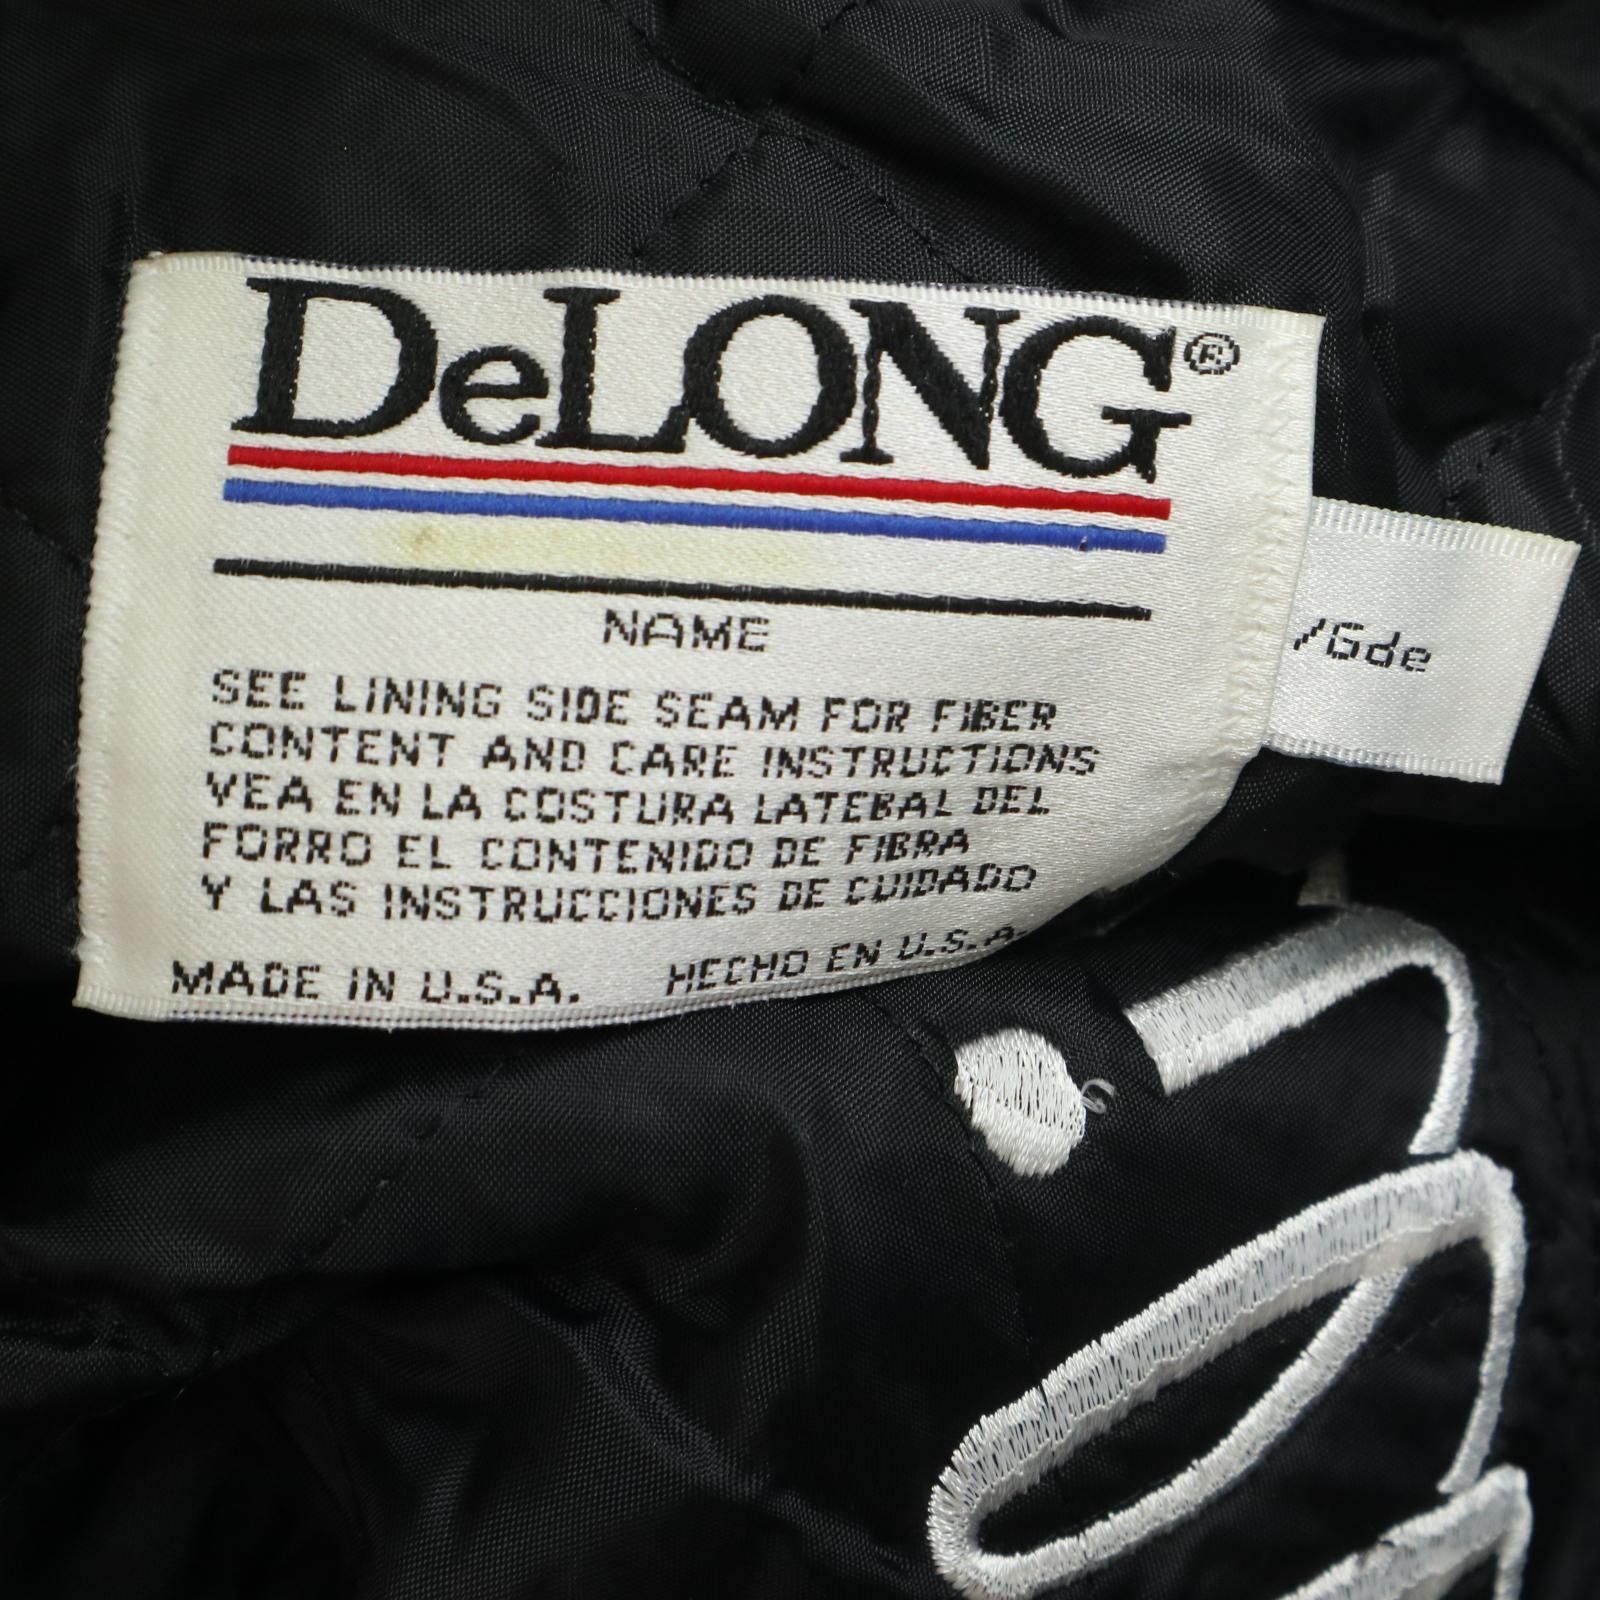 DeLONG®
NAME
SEE LINING SIDE SEAM FOR FIBER
CONTENT AND CARE INSTRUCTIONS
VEA EN LA COSTURA LATEBAL DEL
FORRO EL CONTENIDO DE FIBRA
Y LAS INSTRUCCIONES DE CUIDADO
MADE IN U.S.A. HECHO EN U.S.A.
/Gde